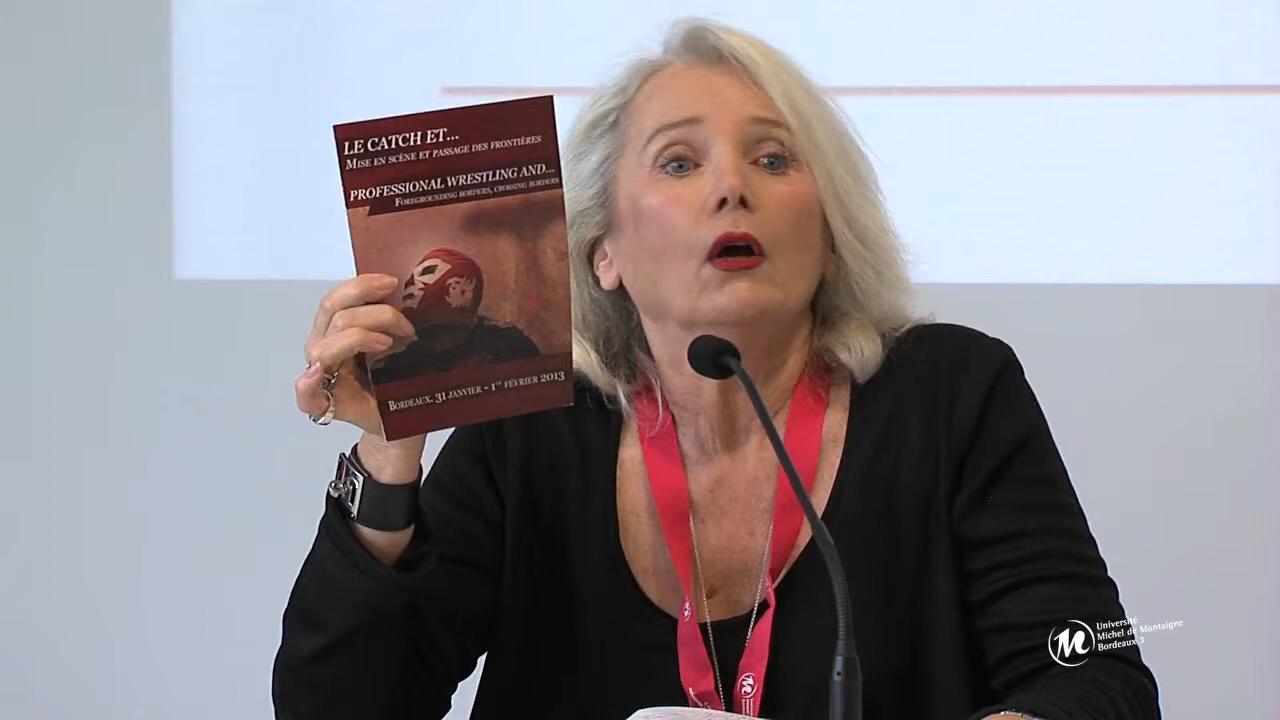 LE CATCH ET...
MISE EN SCÈNE ET PASSAGE DES FRONTIÈRES
PROFESSIONAL WRESTLING AND...
FOREGROUNDING BORDERS, CROSSING BORDERS
BORDEAUX. 31 JANVIER - 1er FÉVRIER 2013
Université
Michel de Montaigne
Bordeaux 3